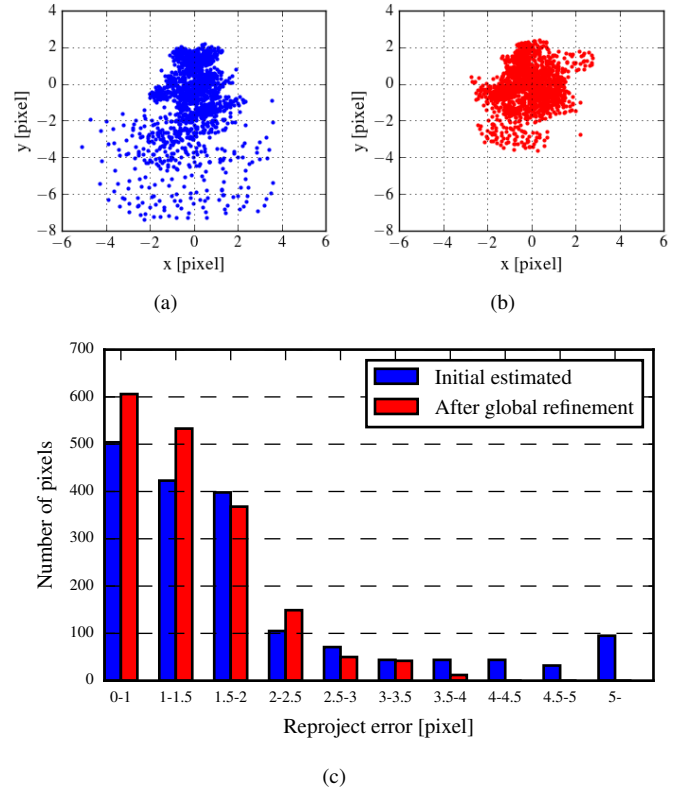 4
2
0
−2
−4
−6
−8
y [pixel]
−6 −4 −2 0 2 4 6
x [pixel]
(a)
4
2
0
−2
−4
−6
−8
y [pixel]
−6 −4 −2 0 2 4 6
x [pixel]
(b)
700
600
500
400
300
200
100
0
Number of pixels
Initial estimated
After global refinement
0-1 1-1.5 1.5-2 2-2.5 2.5-3 3-3.5 3.5-4 4-4.5 4.5-5 5-
Reproject error [pixel]
(c)